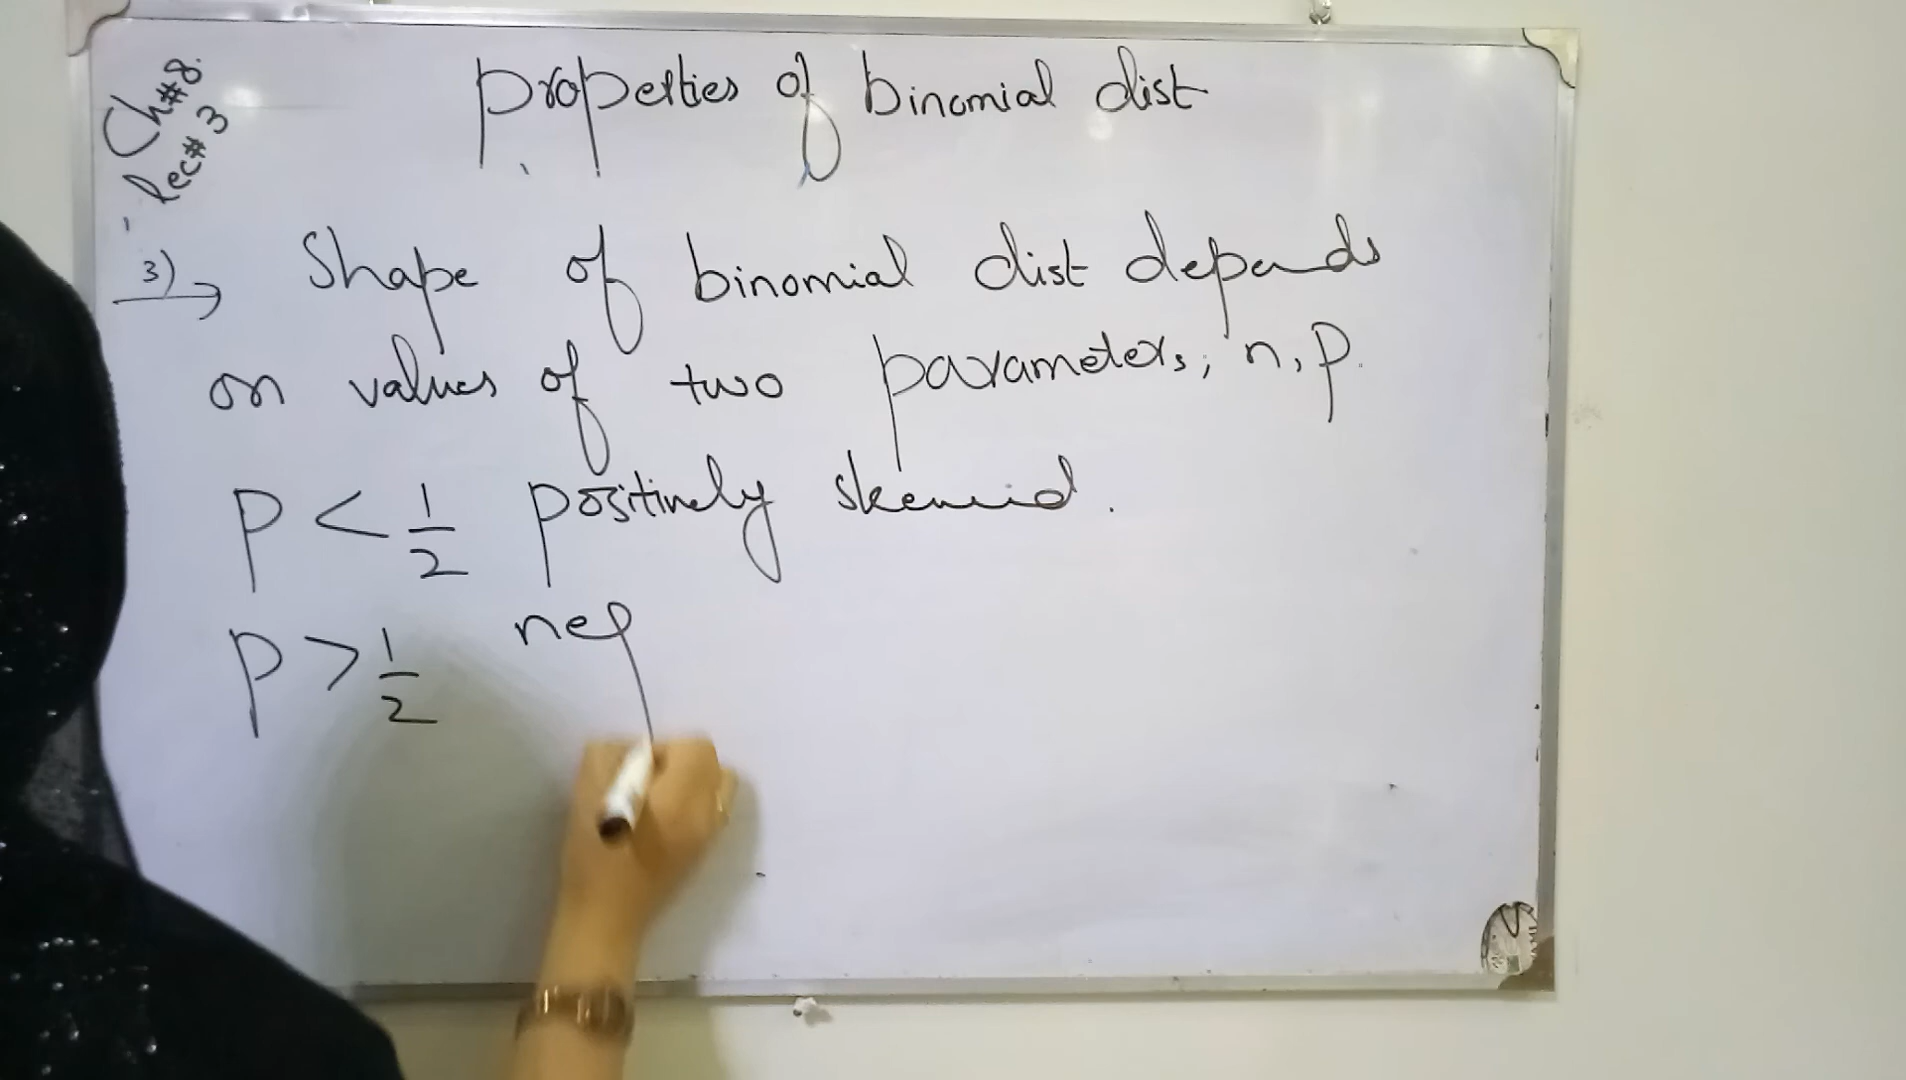 Ch#8.
Lec#3
Properties of binomial dist
3) → Shape of binomial dist depends
on values of two parameters, n, p.
P < 1/2 positively skewed.
P > 1/2 neg